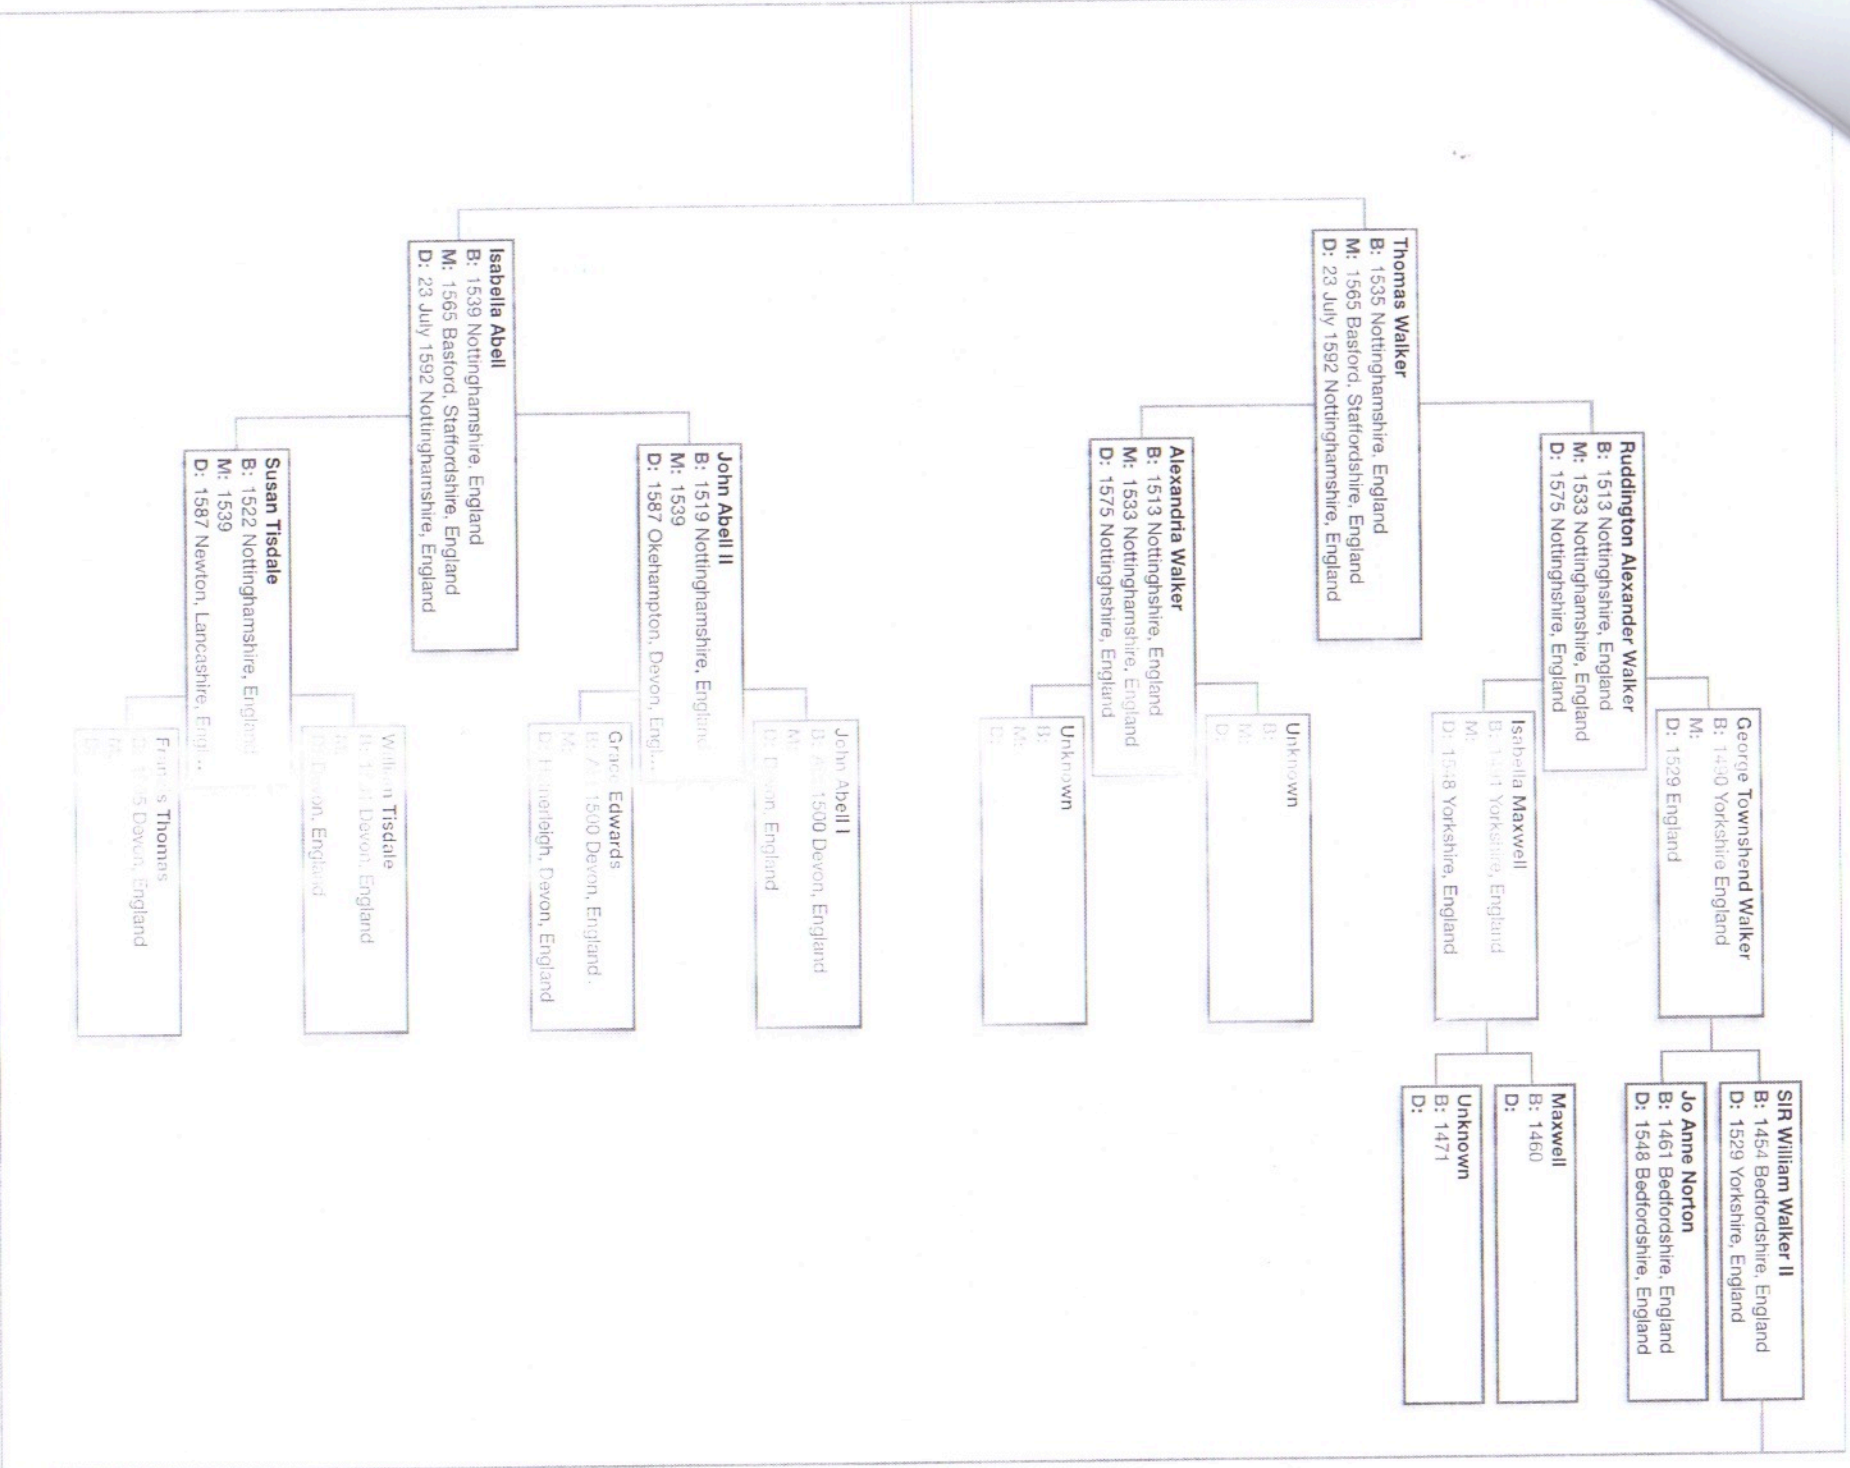 Thomas Walker
B: 1535 Nottinghamshire, England
M: 1565 Basford, Staffordshire, England
D: 23 July 1592 Nottinghamshire, England
Isabella Abell
B: 1539 Nottinghamshire, England
M: 1565 Basford, Staffordshire, England
D: 23 July 1592 Nottinghamshire, England
Ruddington Alexander Walker
B: 1513 Nottinghshire, England
M: 1533 Nottinghamshire, England
D: 1575 Nottinghshire, England
Alexandria Walker
B: 1513 Nottinghshire, England
M: 1533 Nottinghamshire, England
D: 1575 Nottinghshire, England
John Abell II
B: 1519 Nottinghamshire, England
M: 1539
D: 1587 Okehampton, Devon, Engl...
Susan Tisdale
B: 1522 Nottinghamshire, England
M: 1539
D: 1587 Newton, Lancashire, Engl...
George Townshend Walker
B: 1490 Yorkshire England
M:
D: 1529 England
Isabella Maxwell
B: Yorkshire, England
M:
D: 1548 Yorkshire, England
Unknown
B:
M:
D:
Unknown
B:
M:
D:
John Abell I
B: 1500 Devon, England
M:
D: Devon, England
Grace Edwards
B: 1500 Devon, England.
M:
D: Devon, England
William Tisdale
B: Devon, England
M:
Devon, England
Thomas
Devon, England
M:
D:
SIR William Walker II
B: 1454 Bedfordshire, England
D: 1529 Yorkshire, England
Jo Anne Norton
B: 1461 Bedfordshire, England
D: 1548 Bedfordshire, England
Maxwell
B: 1460
D:
Unknown
B: 1471
D: